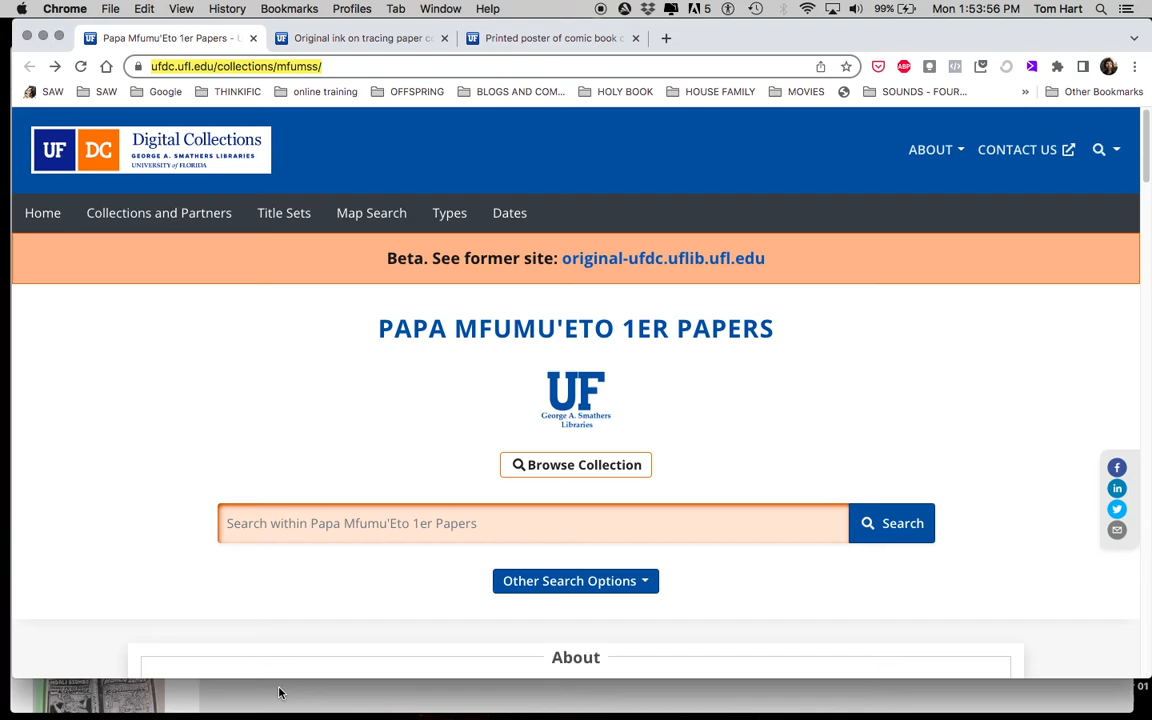 Chrome File Edit View History Bookmarks Profiles Tab Window Help 5 99% Mon 1:53:56 PM Tom Hart
Papa Mfumu'Eto 1er Papers - Original ink on tracing paper c Printed poster of comic book
ufdc.ufl.edu/collections/mfumss/ ABP
SAW SAW Google THINKIFIC online training OFFSPRING BLOGS AND COM... HOLY BOOK HOUSE FAMILY MOVIES SOUNDS - FOUR... » Other Bookmarks
UF DC Digital Collections
GEORGE A. SMATHERS LIBRARIES
UNIVERSITY of FLORIDA
ABOUT CONTACT US
Home Collections and Partners Title Sets Map Search Types Dates
Beta. See former site: original-ufdc.uflib.ufl.edu
PAPA MFUMU'ETO 1ER PAPERS
UF
George A. Smathers
Libraries
Browse Collection
Search within Papa Mfumu'Eto 1er Papers Search
Other Search Options
About
01